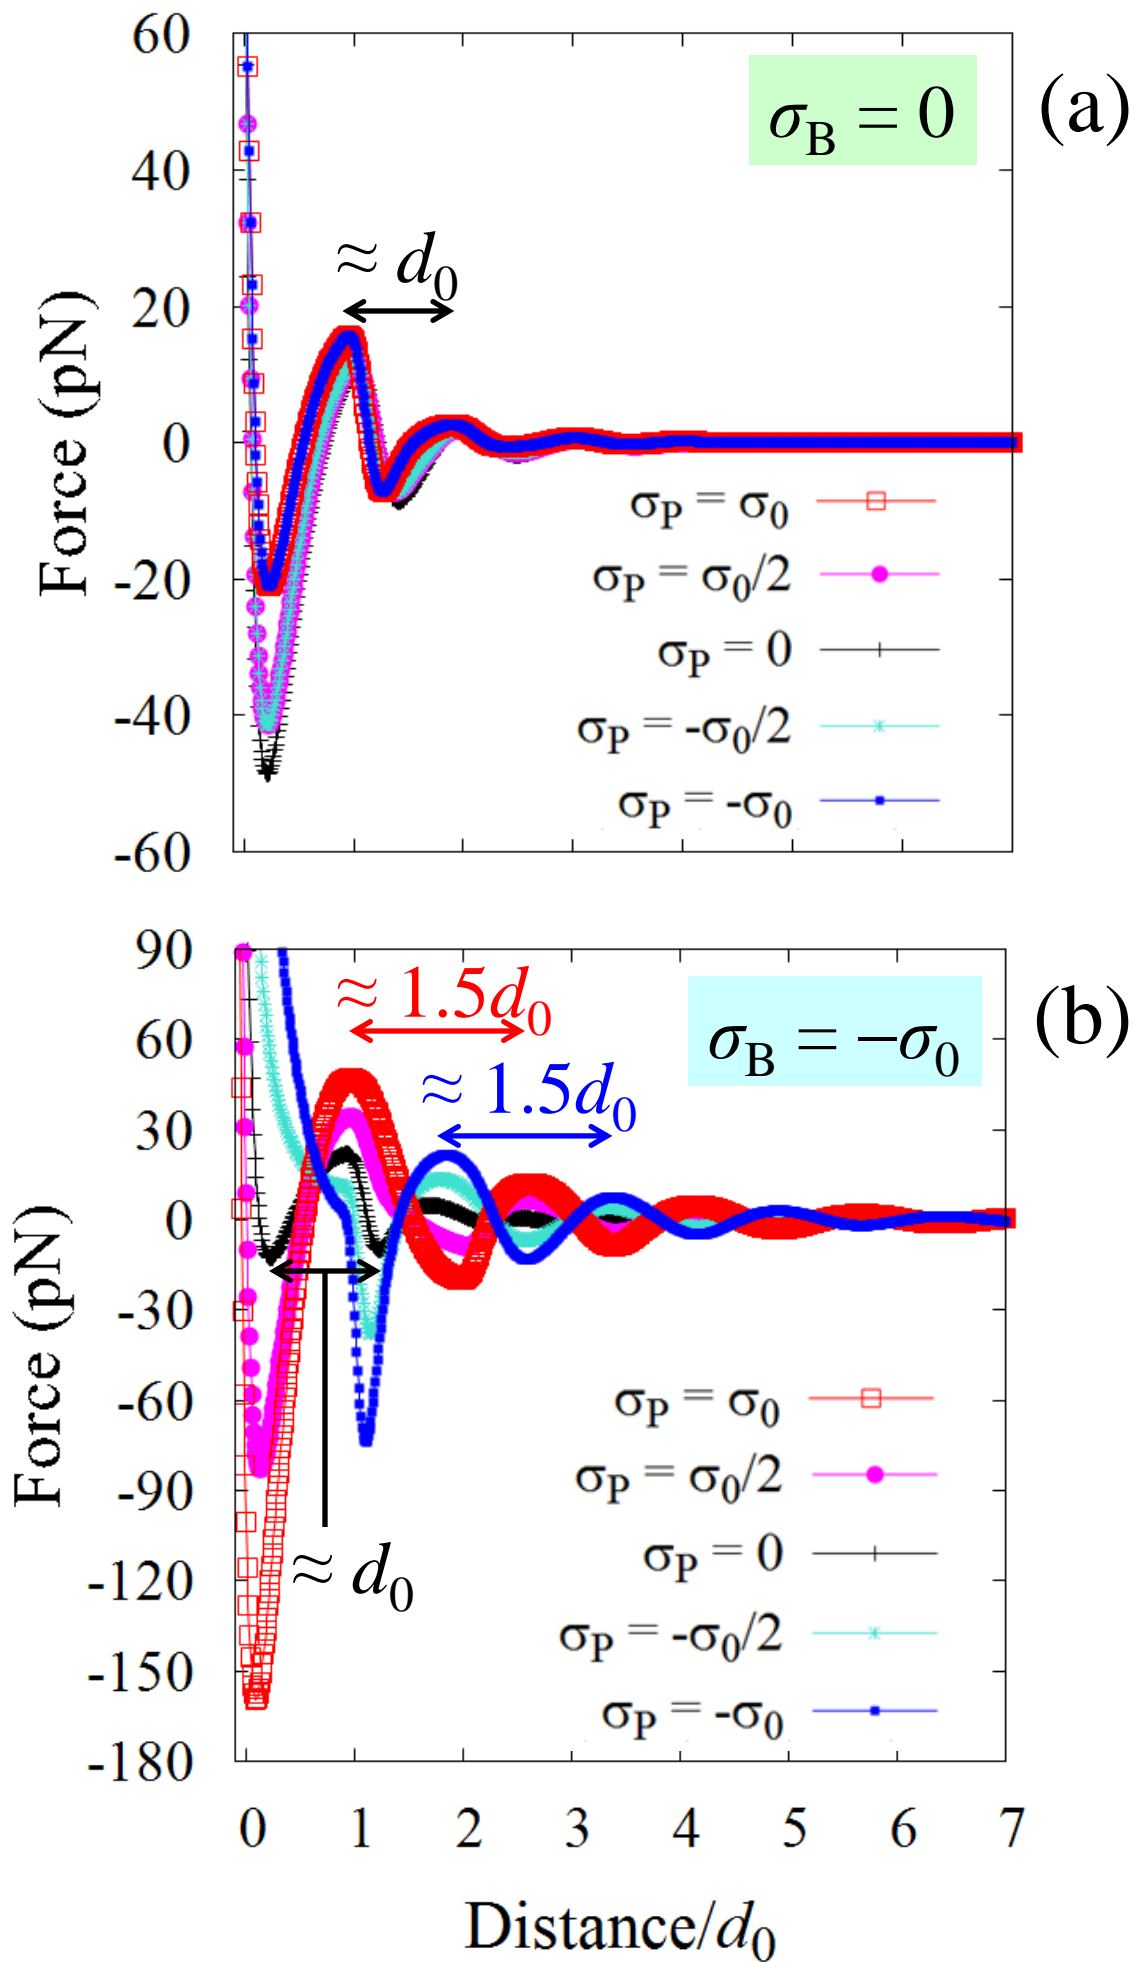 60
40
20
0
-20
-40
-60
Force (pN)
(a)
σB = 0
≈ d0
σP = σ0
σP = σ0/2
σP = 0
σP = -σ0/2
σP = -σ0
90
60
30
0
-30
-60
-90
-120
-150
-180
Force (pN)
(b)
σB = −σ0
≈ 1.5d0
≈ 1.5d0
≈ d0
σP = σ0
σP = σ0/2
σP = 0
σP = -σ0/2
σP = -σ0
0 1 2 3 4 5 6 7
Distance/d0